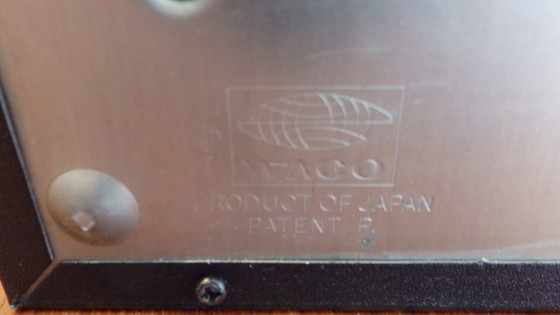 PRODUCT OF JAPAN
PATENT P.